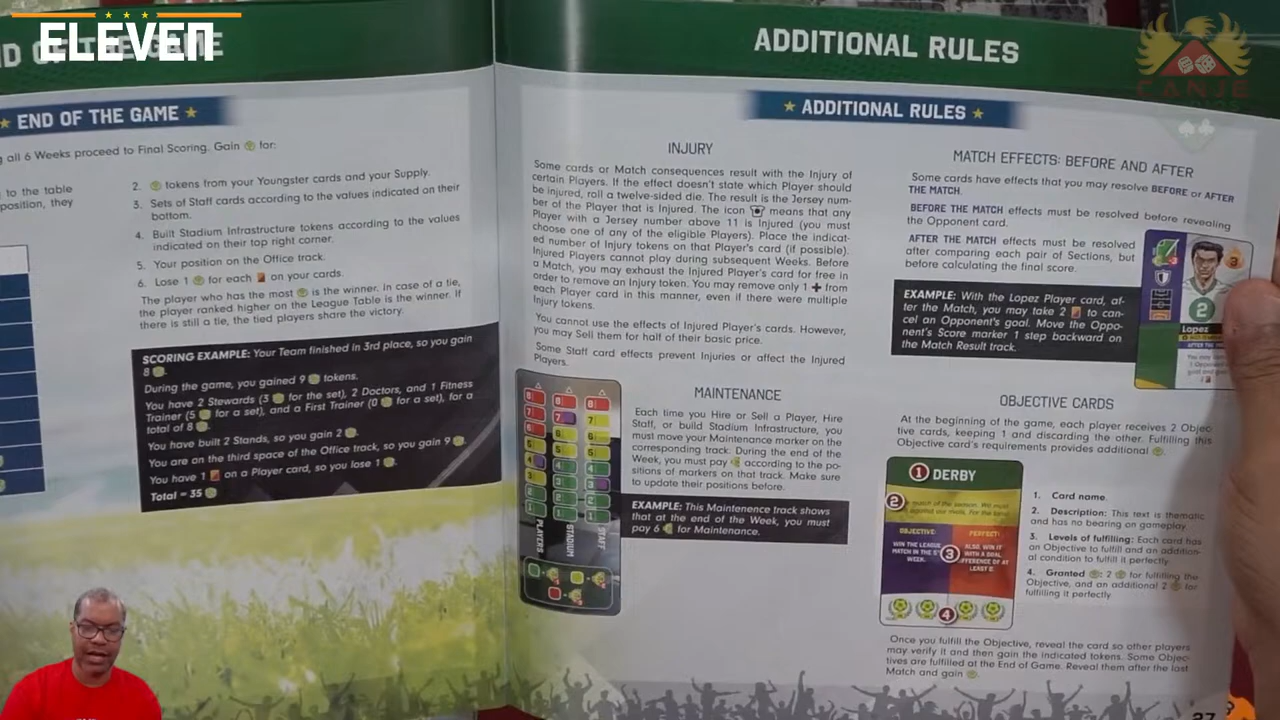 ELEVEN
CANJE
END OF THE GAME
ADDITIONAL RULES
★ END OF THE GAME ★
all 6 Weeks proceed to Final Scoring. Gain for:
to the table
position, they
2. tokens from your Youngster cards and your Supply.
3. Sets of Staff cards according to the values indicated on their
bottom.
4. Built Stadium Infrastructure tokens according to the values
indicated on their top right corner.
5. Your position on the Office track.
6. Lose 1 for each on your cards.
The player who has the most is the winner. In case of a tie,
the player ranked higher on the League Table is the winner. If
there is still a tie, the tied players share the victory.
SCORING EXAMPLE: Your Team finished in 3rd place, so you gain
8
During the game, you gained 9 tokens.
You have 2 Stewards (3 for the set), 2 Doctors, and 1 Fitness
Trainer (5 for a set), and a First Trainer (0 for a set), for a
total of 8
You have built 2 Stands, so you gain 2
You are on the third space of the Office track, so you gain 9
You have 1 on a Player card, so you lose 1
Total = 35
★ ADDITIONAL RULES ★
INJURY
Some cards or Match consequences result with the Injury of
certain Players. If the effect doesn't state which Player should
be injured, roll a twelve-sided die. The result is the Jersey num-
ber of the Player that is Injured. The icon means that any
Player with a Jersey number above 11 is Injured (you must
choose one of any of the eligible Players). Place the indicat-
ed number of Injury tokens on that Player's card (if possible).
Injured Players cannot play during subsequent Weeks. Before
a Match, you may exhaust the Injured Player's card for free in
order to remove an Injury token. You may remove only 1 from
each Player card in this manner, even if there were multiple
Injury tokens.
You cannot use the effects of Injured Player's cards. However,
you may Sell them for half of their basic price.
Some Staff card effects prevent Injuries or affect the Injured
Players.
MAINTENANCE
Each time you Hire or Sell a Player, Hire
Staff, or build Stadium Infrastructure, you
must move your Maintenance marker on the
corresponding track. During the end of the
Week, you must pay according to the po-
sitions of markers on that track. Make sure
to update their positions before.
EXAMPLE: This Maintenence track shows
that at the end of the Week, you must
pay 6 for Maintenance.
PLAYERS
STADIUM
STAFF
MATCH EFFECTS: BEFORE AND AFTER
Some cards have effects that you may resolve BEFORE or AFTER
THE MATCH.
BEFORE THE MATCH effects must be resolved before revealing
the Opponent card.
AFTER THE MATCH effects must be resolved
after comparing each pair of Sections, but
before calculating the final score.
EXAMPLE: With the Lopez Player card, af-
ter the Match, you may take 2 to can-
cel an Opponent's goal. Move the Oppo-
nent's Score marker 1 step backward on
the Match Result track.
2
Lopez
OBJECTIVE CARDS
At the beginning of the game, each player receives 2 Objec-
tive cards, keeping 1 and discarding the other. Fulfilling this
Objective card's requirements provides additional
1 DERBY
2
OBJECTIVE:
PERFECT:
WIN THE LEAGUE
MATCH IN THE
WEEK.
ALSO, WIN IT
WITH A GOAL
DIFFERENCE OF AT
LEAST
3
4
1. Card name.
2. Description: This text is thematic
and has no bearing on gameplay.
3. Levels of fulfilling: Each card has
an Objective to fulfill and an addition-
al condition to fulfill it perfectly.
4. Granted : 2 for fulfilling the
Objective, and an additional 2 for
fulfilling it perfectly.
Once you fulfill the Objective, reveal the card so other players
may verify it and then gain the indicated tokens. Some Objec-
tives are fulfilled at the End of Game. Reveal them after the last
Match and gain
27